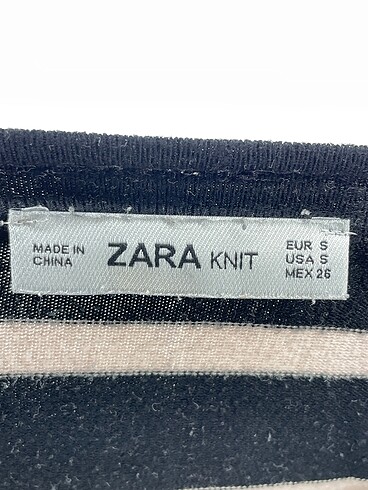 MADE IN
CHINA
ZARA KNIT
EUR S
USA S
MEX 26